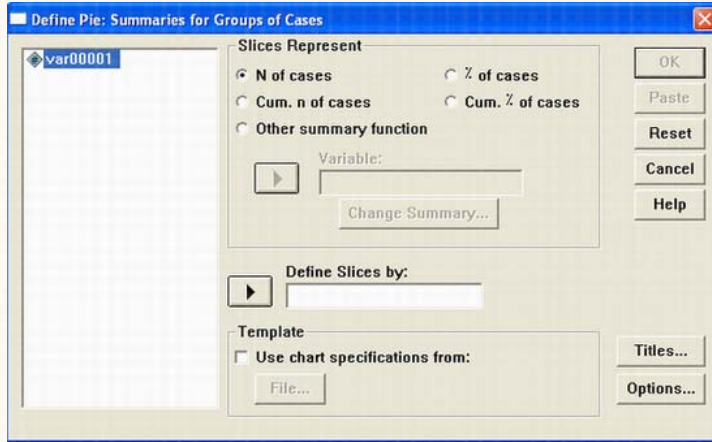 Define Pie: Summaries for Groups of Cases
var00001
Slices Represent
N of cases
% of cases
Cum. n of cases
Cum. % of cases
Other summary function
Variable:
Change Summary...
Define Slices by:
Template
Use chart specifications from:
File...
OK
Paste
Reset
Cancel
Help
Titles...
Options...